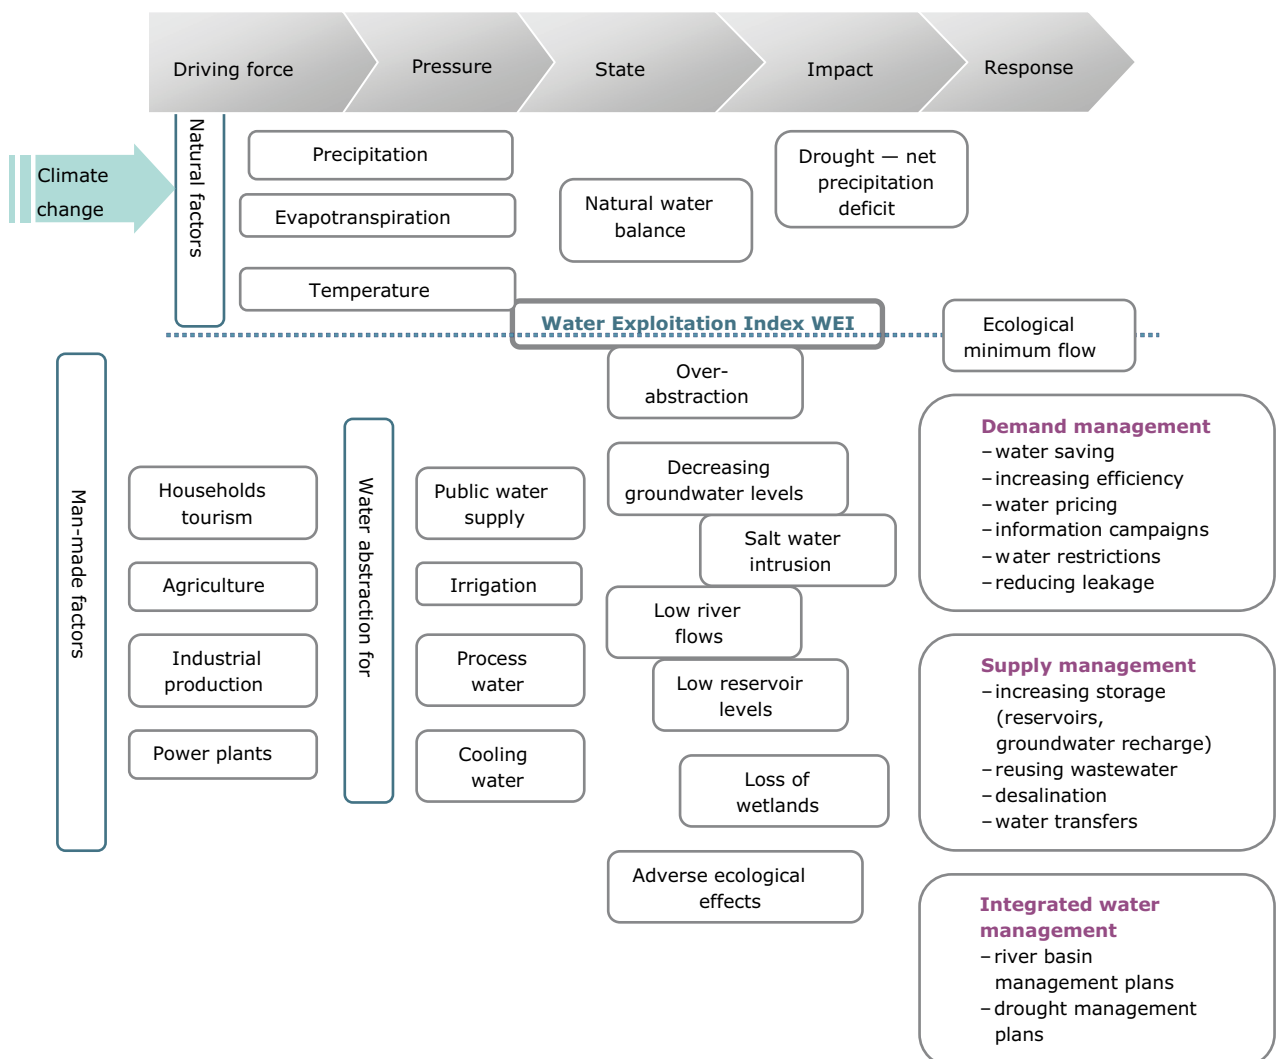 Driving force
Pressure
State
Impact
Response
Climate
change
Natural factors
Precipitation
Evapotranspiration
Temperature
Natural water
balance
Drought — net
precipitation
deficit
Water Exploitation Index WEI
Ecological
minimum flow
Man-made factors
Households
tourism
Agriculture
Industrial
production
Power plants
Water abstraction for
Public water
supply
Irrigation
Process
water
Cooling
water
Over-
abstraction
Decreasing
groundwater levels
Salt water
intrusion
Low river
flows
Low reservoir
levels
Loss of
wetlands
Adverse ecological
effects
Demand management
– water saving
– increasing efficiency
– water pricing
– information campaigns
– water restrictions
– reducing leakage
Supply management
– increasing storage
(reservoirs,
groundwater recharge)
– reusing wastewater
– desalination
– water transfers
Integrated water
management
– river basin
management plans
– drought management
plans